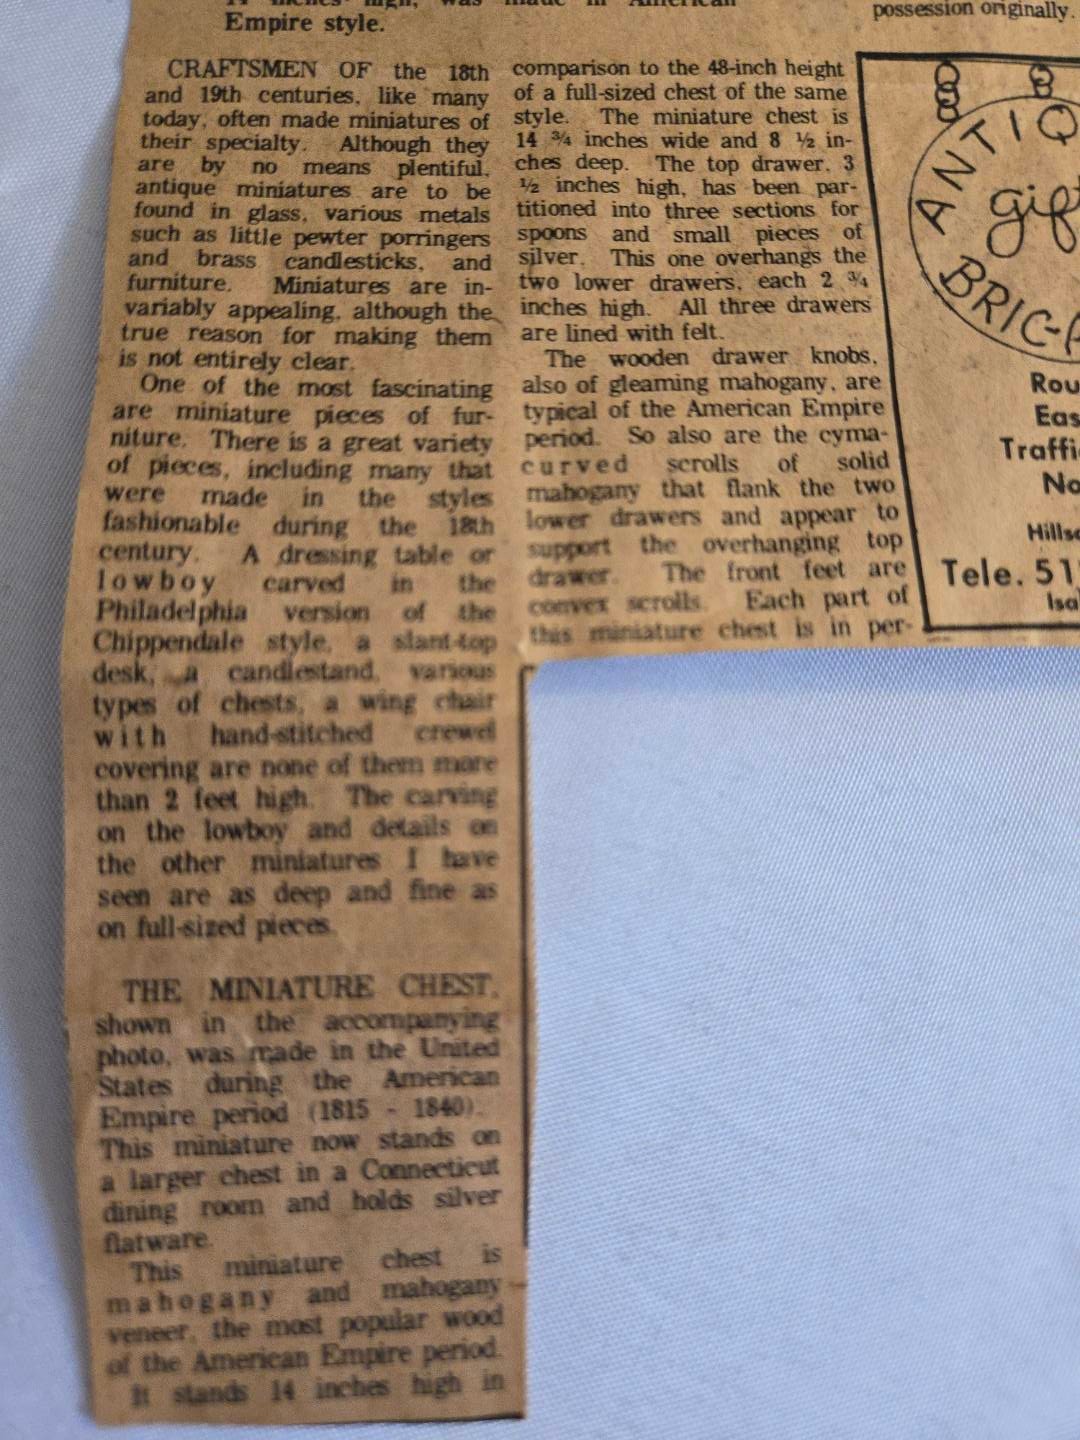 14 inches high, was made in American
Empire style.
CRAFTSMEN OF the 18th
and 19th centuries, like many
today, often made miniatures of
their specialty. Although they
are by no means plentiful,
antique miniatures are to be
found in glass, various metals
such as little pewter porringers
and brass candlesticks, and
furniture. Miniatures are in-
variably appealing, although the
true reason for making them
is not entirely clear.
One of the most fascinating
are miniature pieces of fur-
niture. There is a great variety
of pieces, including many that
were made in the styles
fashionable during the 18th
century. A dressing table or
lowboy carved in the
Philadelphia version of the
Chippendale style, a slant-top
desk, a candlestand, various
types of chests, a wing chair
with hand-stitched crewel
covering are none of them more
than 2 feet high. The carving
on the lowboy and details on
the other miniatures I have
seen are as deep and fine as
on full-sized pieces.
THE MINIATURE CHEST,
shown in the accompanying
photo, was made in the United
States during the American
Empire period (1815 - 1840).
This miniature now stands on
a larger chest in a Connecticut
dining room and holds silver
flatware.
This miniature chest is
mahogany and mahogany
veneer, the most popular wood
of the American Empire period.
It stands 14 inches high in
comparison to the 48-inch height
of a full-sized chest of the same
style. The miniature chest is
14 ¾ inches wide and 8 ½ in-
ches deep. The top drawer, 3
½ inches high, has been par-
titioned into three sections for
spoons and small pieces of
silver. This one overhangs the
two lower drawers, each 2 ¾
inches high. All three drawers
are lined with felt.
The wooden drawer knobs,
also of gleaming mahogany, are
typical of the American Empire
period. So also are the cyma-
curved scrolls of solid
mahogany that flank the two
lower drawers and appear to
support the overhanging top
drawer. The front feet are
convex scrolls. Each part of
this miniature chest is in per-
possession originally.
ANTIQ
gift
BRIC-A
Rou
Eas
Traffi
No
Hillsd
Tele. 51
Isa